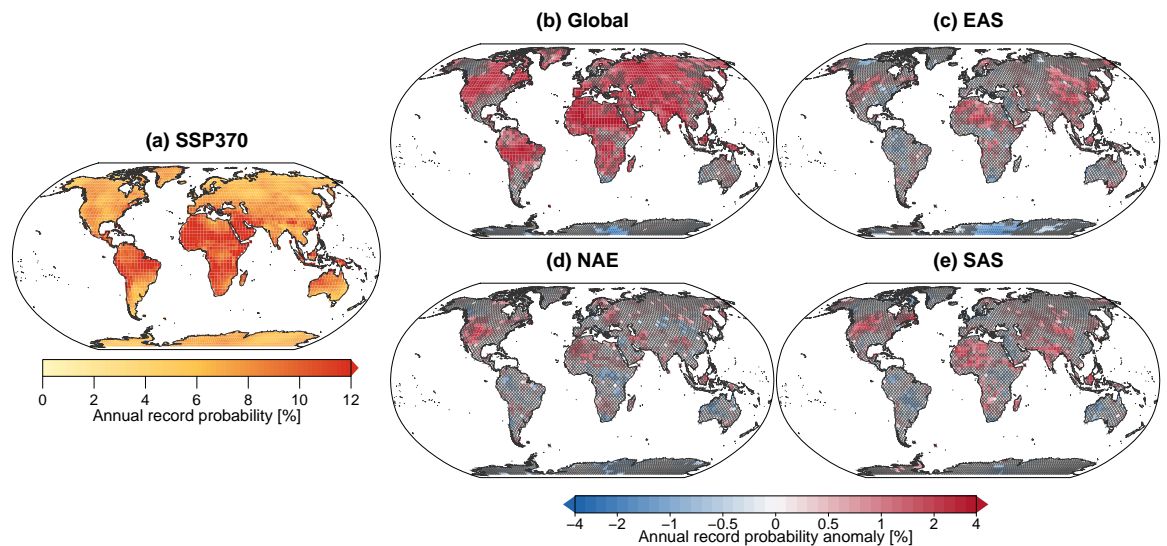 (b) Global
(c) EAS
(a) SSP370
0 2 4 6 8 10 12
Annual record probability [%]
(d) NAE
(e) SAS
−4 −2 −1 −0.5 0 0.5 1 2 4
Annual record probability anomaly [%]